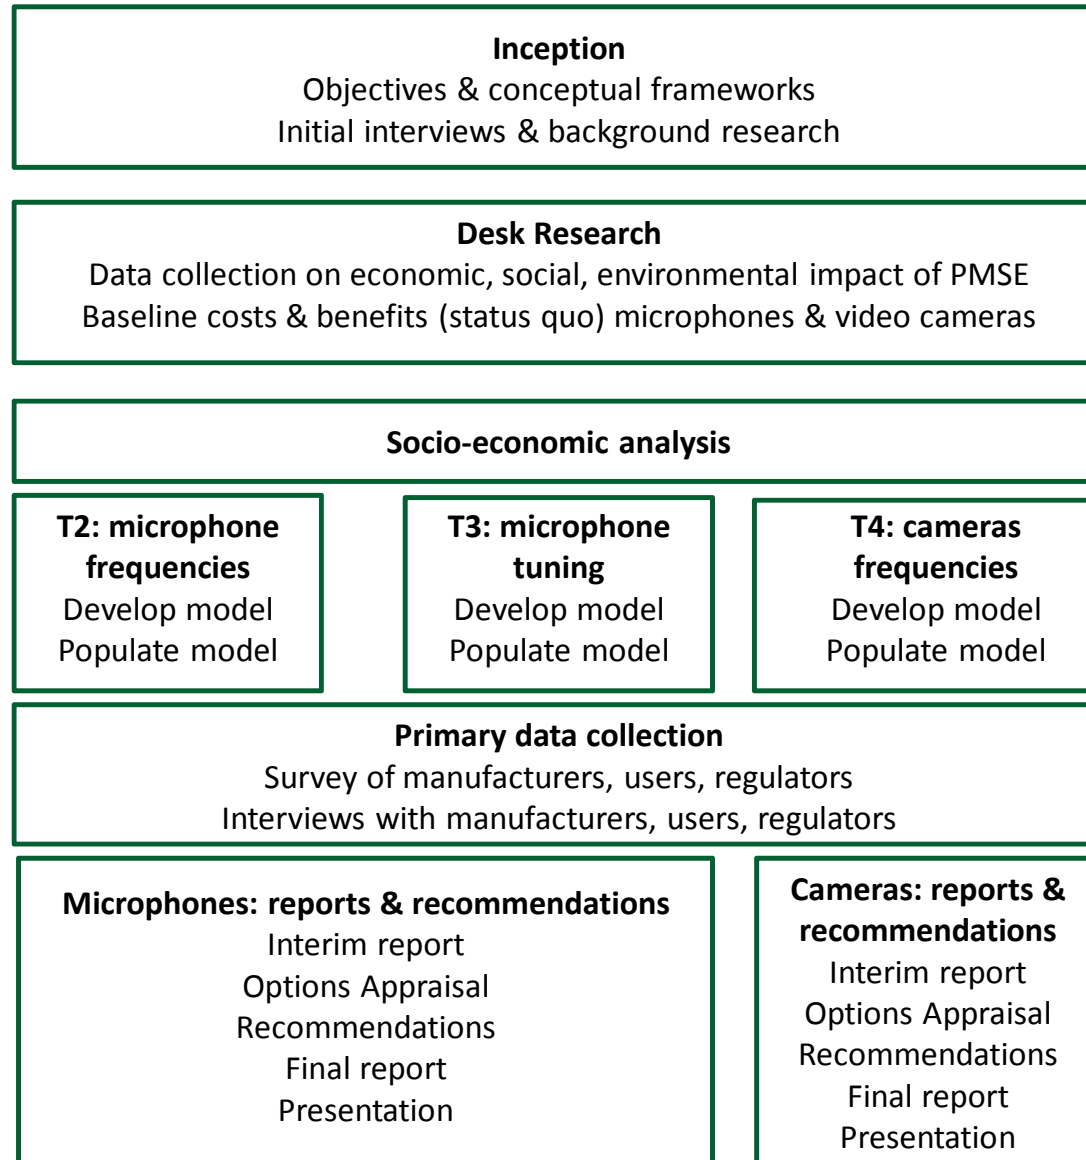 Inception
Objectives & conceptual frameworks
Initial interviews & background research
Desk Research
Data collection on economic, social, environmental impact of PMSE
Baseline costs & benefits (status quo) microphones & video cameras
Socio-economic analysis
T2: microphone
frequencies
Develop model
Populate model
T3: microphone
tuning
Develop model
Populate model
T4: cameras
frequencies
Develop model
Populate model
Primary data collection
Survey of manufacturers, users, regulators
Interviews with manufacturers, users, regulators
Microphones: reports & recommendations
Interim report
Options Appraisal
Recommendations
Final report
Presentation
Cameras: reports &
recommendations
Interim report
Options Appraisal
Recommendations
Final report
Presentation